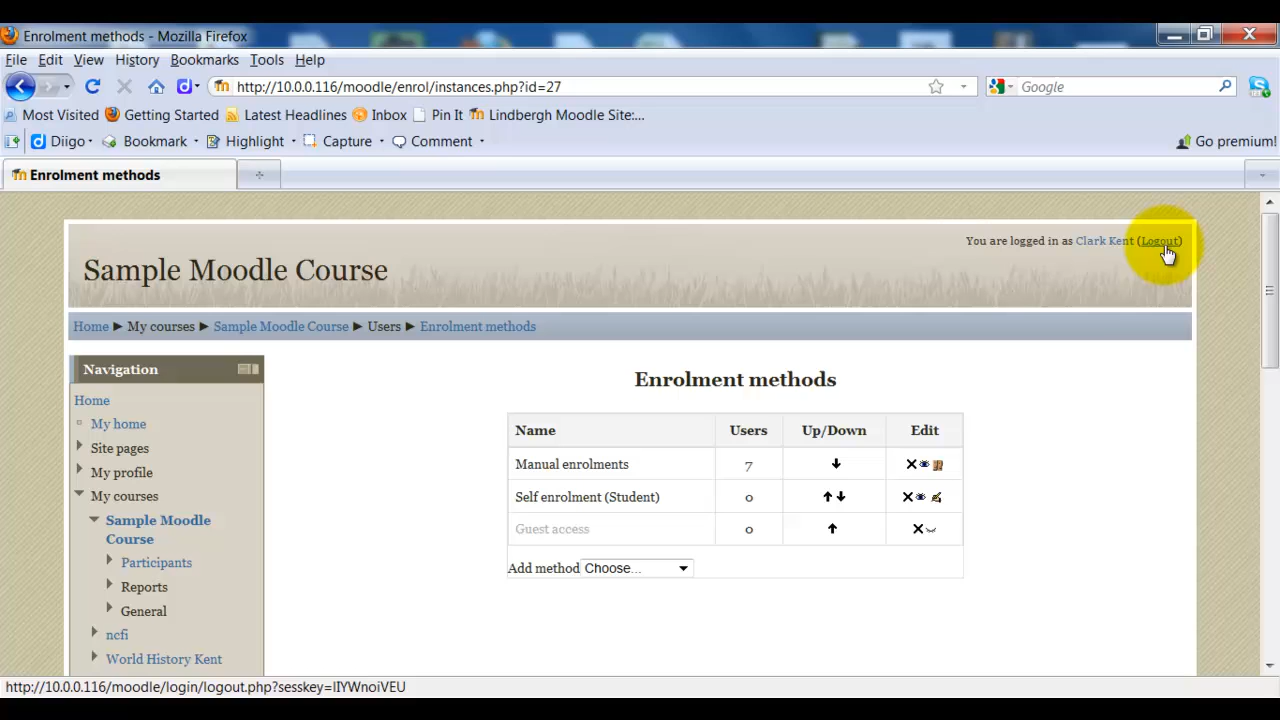 Enrolment methods - Mozilla Firefox
File Edit View History Bookmarks Tools Help
http://10.0.0.116/moodle/enrol/instances.php?id=27 Google
Most Visited Getting Started Latest Headlines Inbox Pin It Lindbergh Moodle Site:...
Diigo Bookmark Highlight Capture Comment Go premium!
Enrolment methods
You are logged in as Clark Kent (Logout)
Sample Moodle Course
Home ► My courses ► Sample Moodle Course ► Users ► Enrolment methods
Navigation
Home
My home
Site pages
My profile
My courses
Sample Moodle
Course
Participants
Reports
General
ncfi
World History Kent
Enrolment methods
Name Users Up/Down Edit
Manual enrolments 7
Self enrolment (Student) 0
Guest access 0
Add method Choose...
http://10.0.0.116/moodle/login/logout.php?sesskey=lIYWnoiVEU